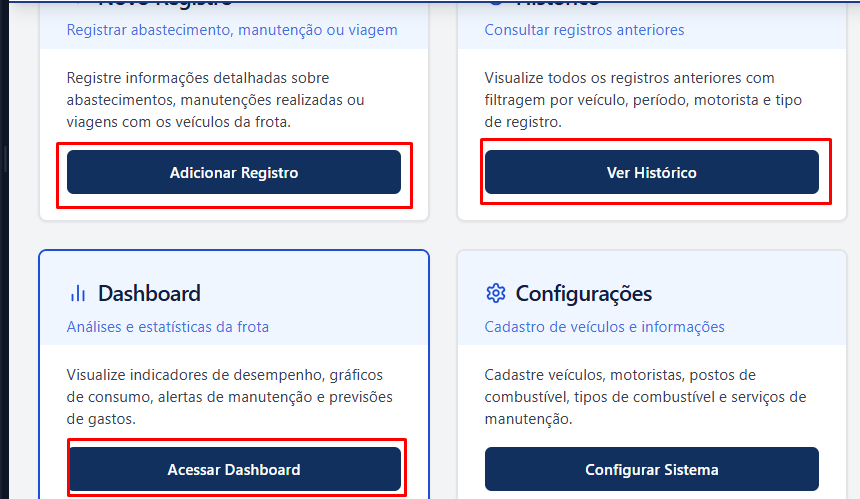 Novo Registro
Registrar abastecimento, manutenção ou viagem
Registre informações detalhadas sobre
abastecimentos, manutenções realizadas ou
viagens com os veículos da frota.
Adicionar Registro
Histórico
Consultar registros anteriores
Visualize todos os registros anteriores com
filtragem por veículo, período, motorista e tipo
de registro.
Ver Histórico
Dashboard
Análises e estatísticas da frota
Visualize indicadores de desempenho, gráficos
de consumo, alertas de manutenção e previsões
de gastos.
Acessar Dashboard
Configurações
Cadastro de veículos e informações
Cadastre veículos, motoristas, postos de
combustível, tipos de combustível e serviços de
manutenção.
Configurar Sistema